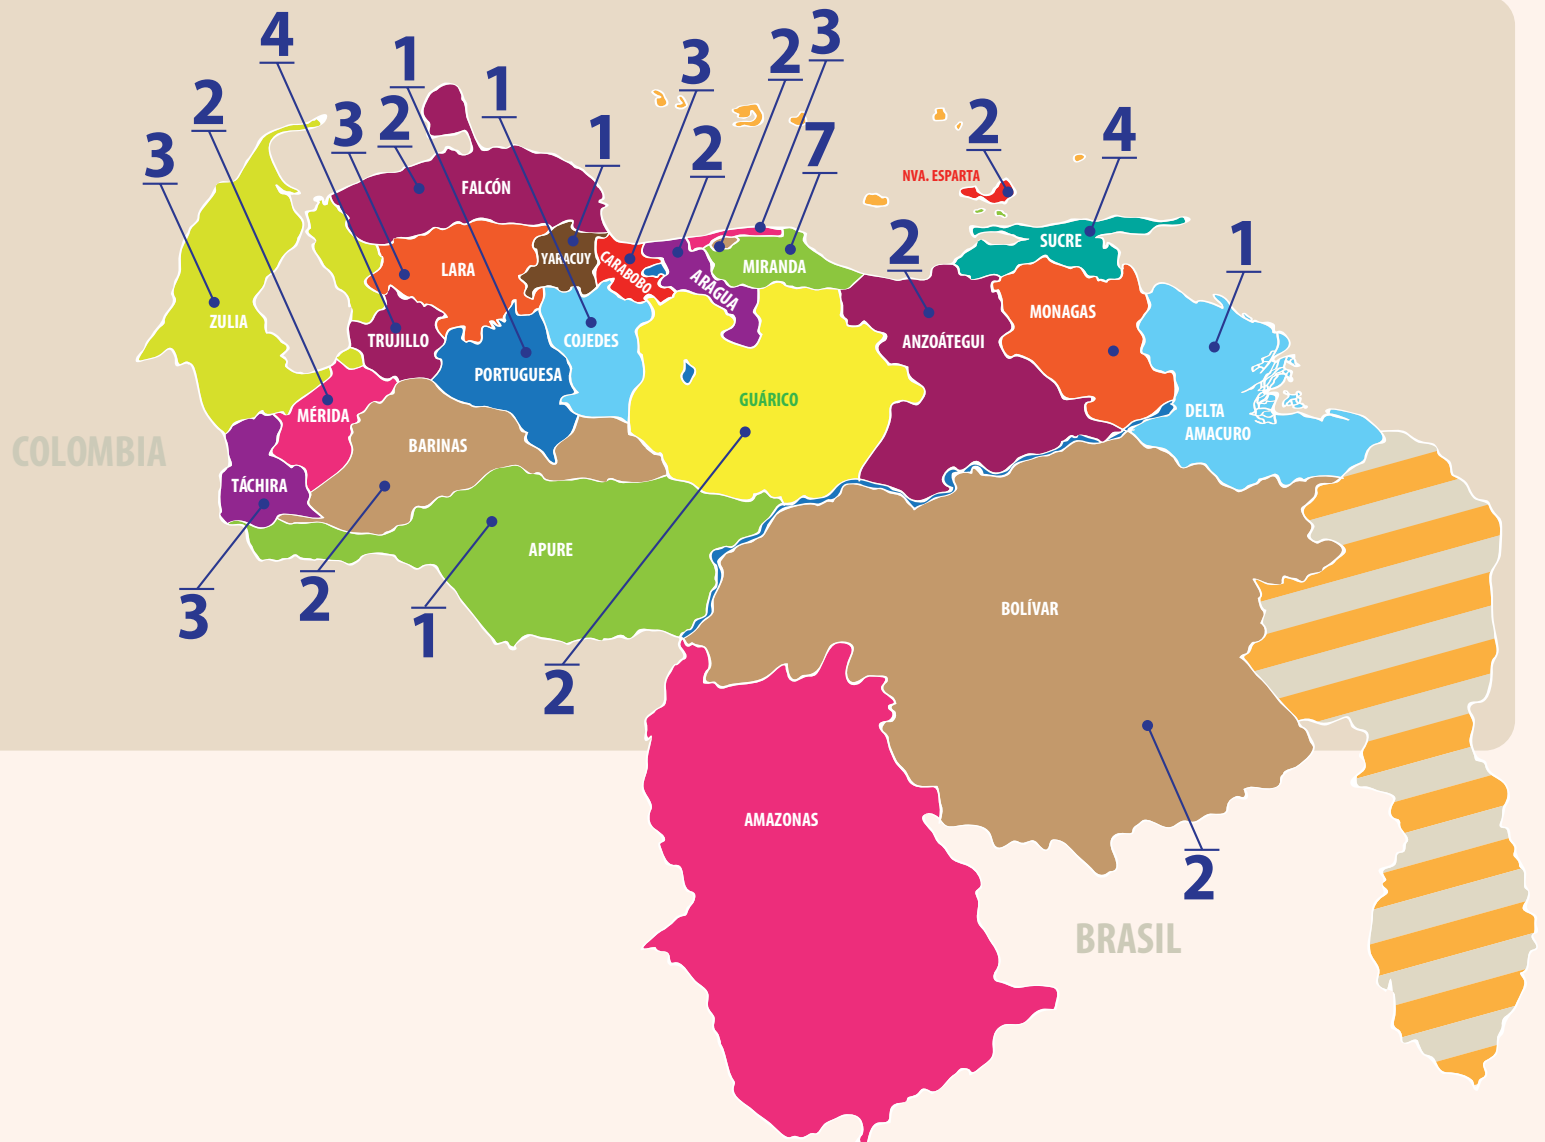 4
1
3
2
3
2
1
7
3
2
3
2
1
2
2
4
2
1
NVA. ESPARTA
FALCÓN
SUCRE
YARACUY
CARABOBO
LARA
MIRANDA
ARAGUA
ZULIA
TRUJILLO
COJEDES
ANZOÁTEGUI
MONAGAS
PORTUGUESA
GUÁRICO
MÉRIDA
DELTA
AMACURO
COLOMBIA
BARINAS
TÁCHIRA
APURE
3
2
1
2
BOLÍVAR
AMAZONAS
2
BRASIL